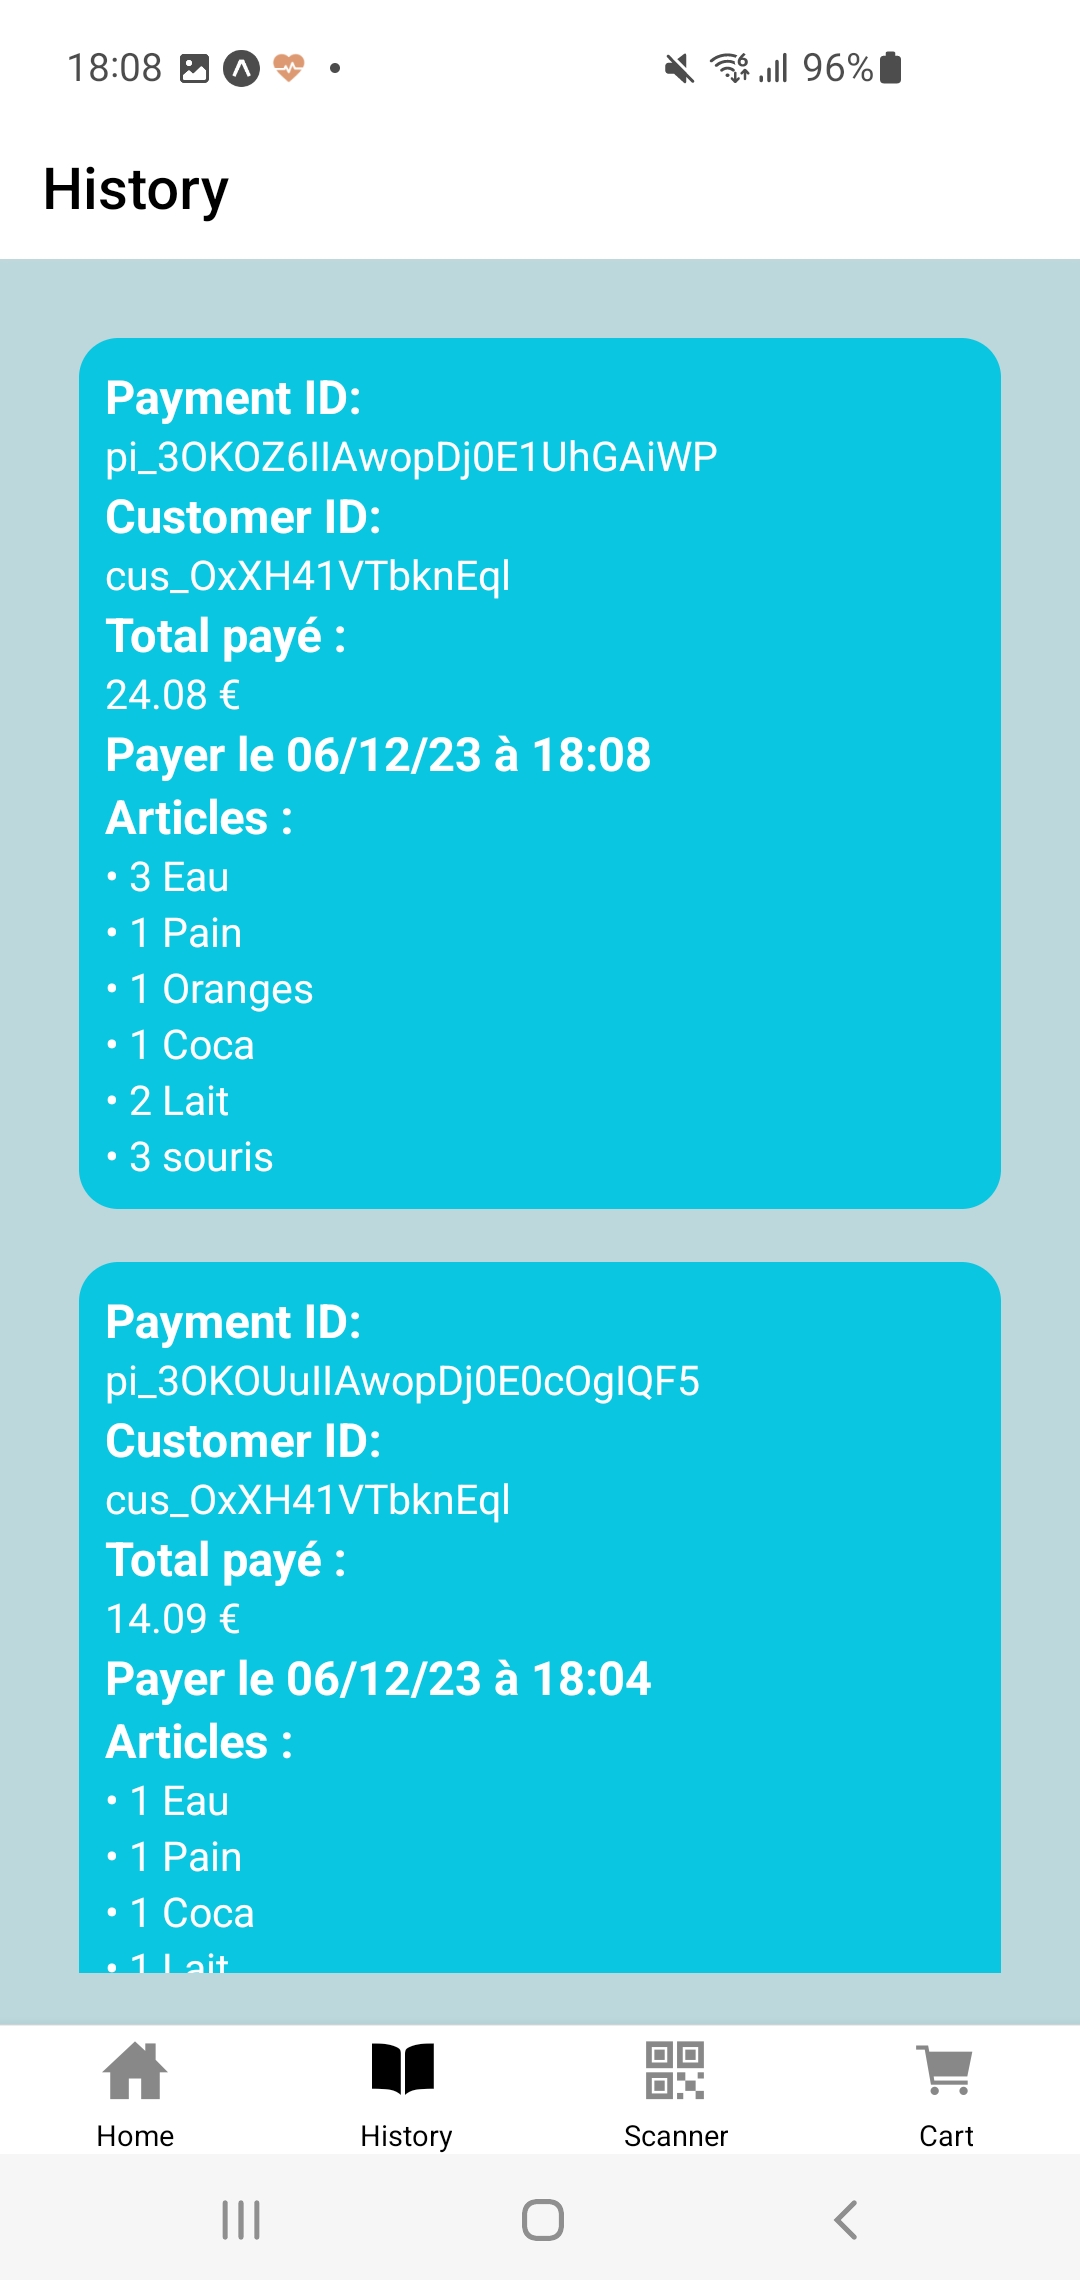 18:08
96%
History
Payment ID:
pi_3OKOZ6IIAwopDj0E1UhGAiWP
Customer ID:
cus_OxXH41VTbknEql
Total payé :
24.08 €
Payer le 06/12/23 à 18:08
Articles :
• 3 Eau
• 1 Pain
• 1 Oranges
• 1 Coca
• 2 Lait
• 3 souris
Payment ID:
pi_3OKOUuIIAwopDj0E0cOgIQF5
Customer ID:
cus_OxXH41VTbknEql
Total payé :
14.09 €
Payer le 06/12/23 à 18:04
Articles :
• 1 Eau
• 1 Pain
• 1 Coca
• 1 Lait
Home
History
Scanner
Cart